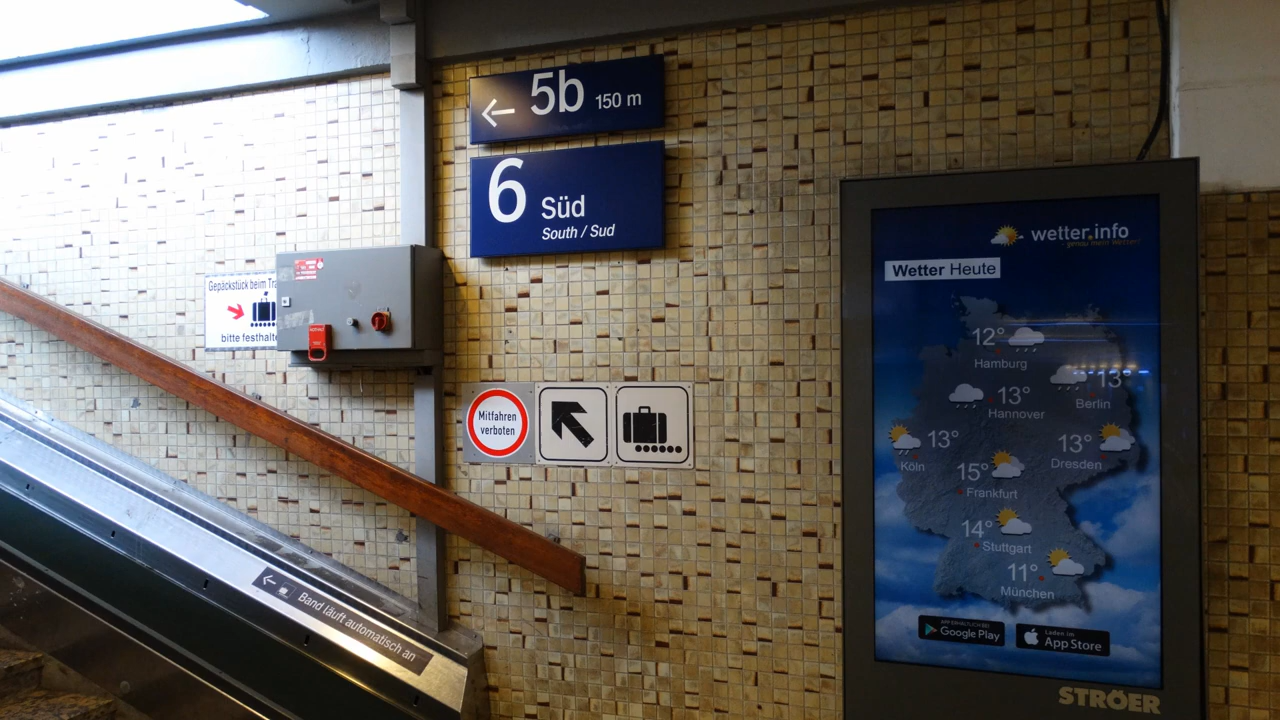 ← 5b 150 m
6 Süd
South / Sud
Gepäckstück beim Tra
bitte festhalte
Mitfahren
verboten
Band läuft automatisch an
wetter.info
Wetter Heute
12°
Hamburg
13°
Hannover
13°
Berlin
13°
Köln
13°
Dresden
15°
Frankfurt
14°
Stuttgart
11°
München
Google Play
Laden im
App Store
STRÖER